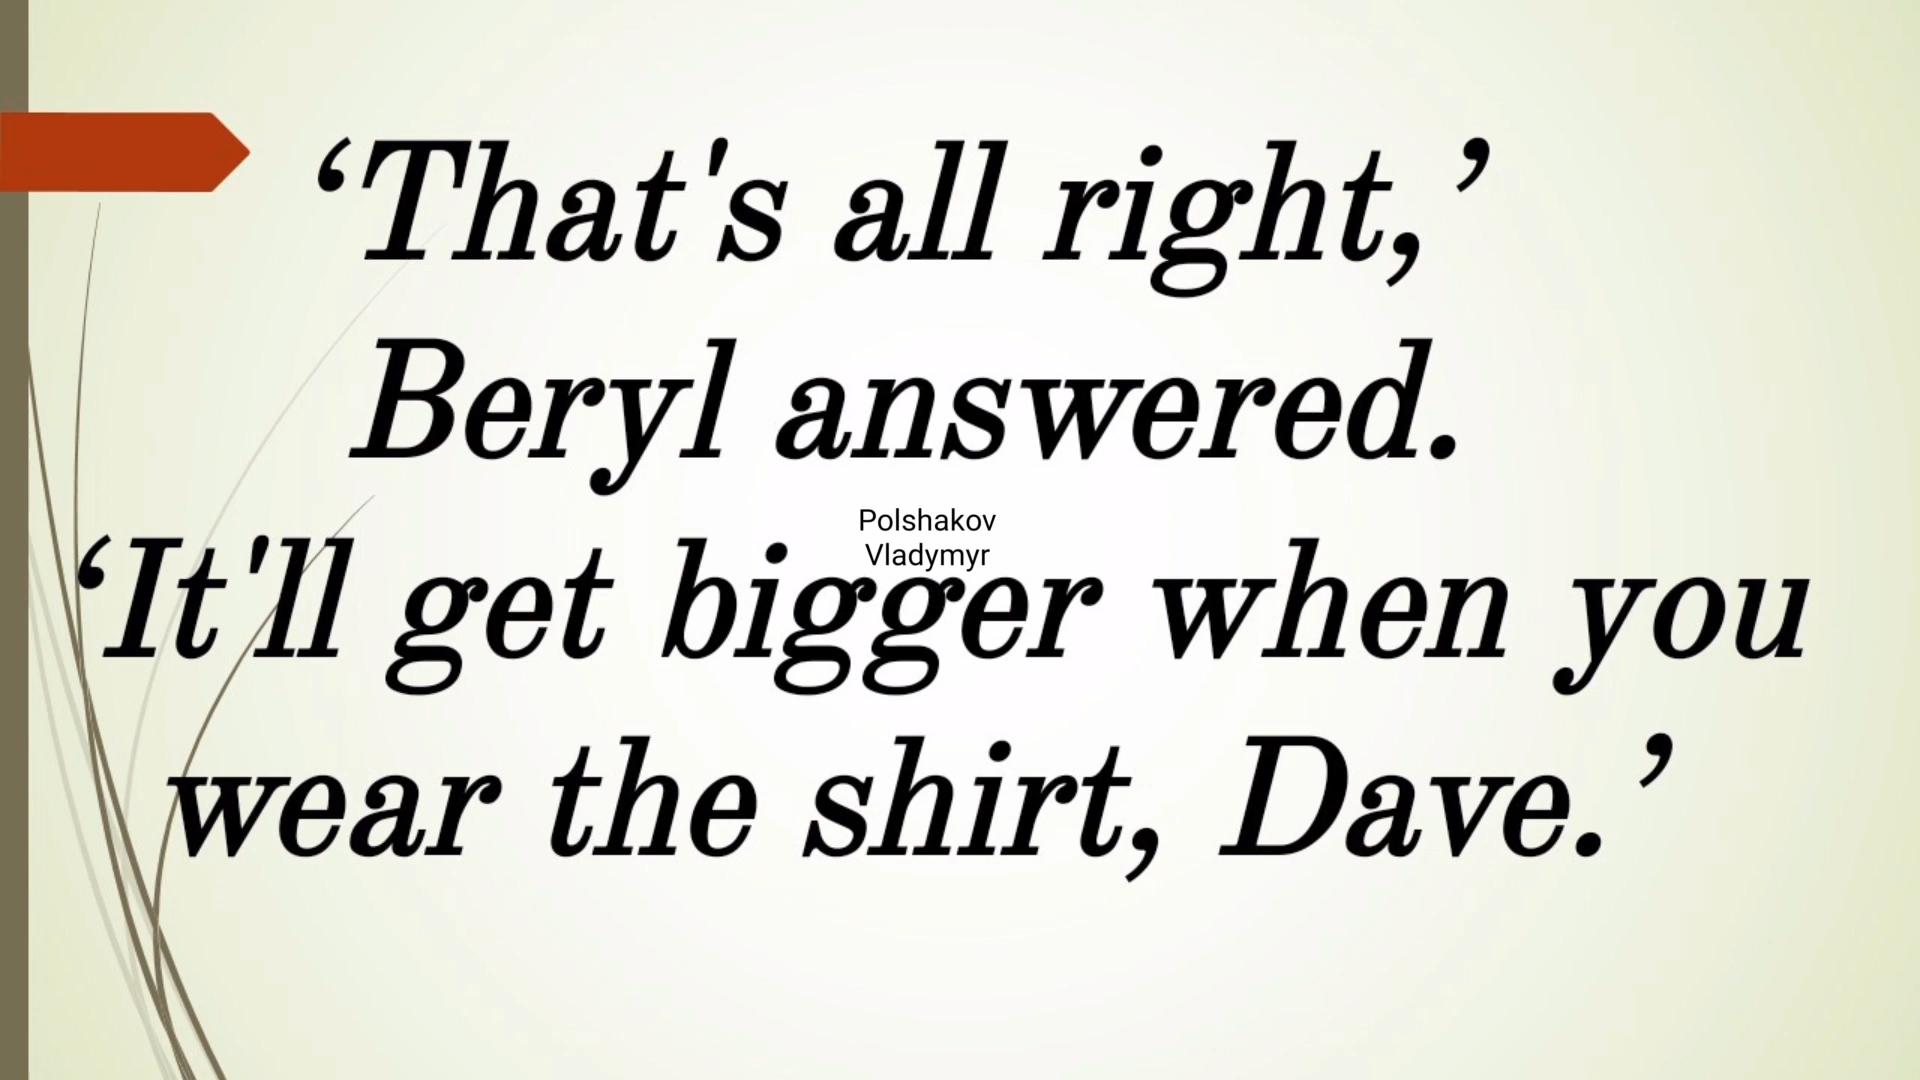 ‘That's all right,’
Beryl answered.
Polshakov
Vladymyr
‘It'll get bigger when you
wear the shirt, Dave.’